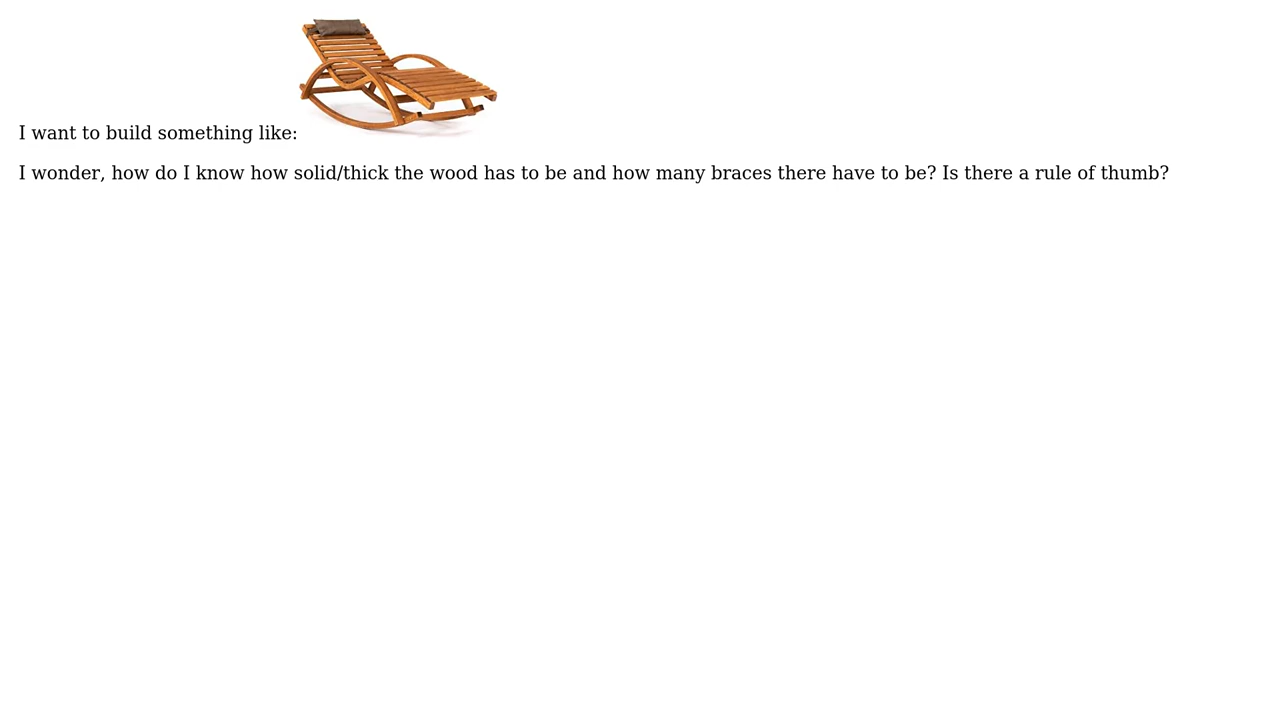 I want to build something like:
I wonder, how do I know how solid/thick the wood has to be and how many braces there have to be? Is there a rule of thumb?